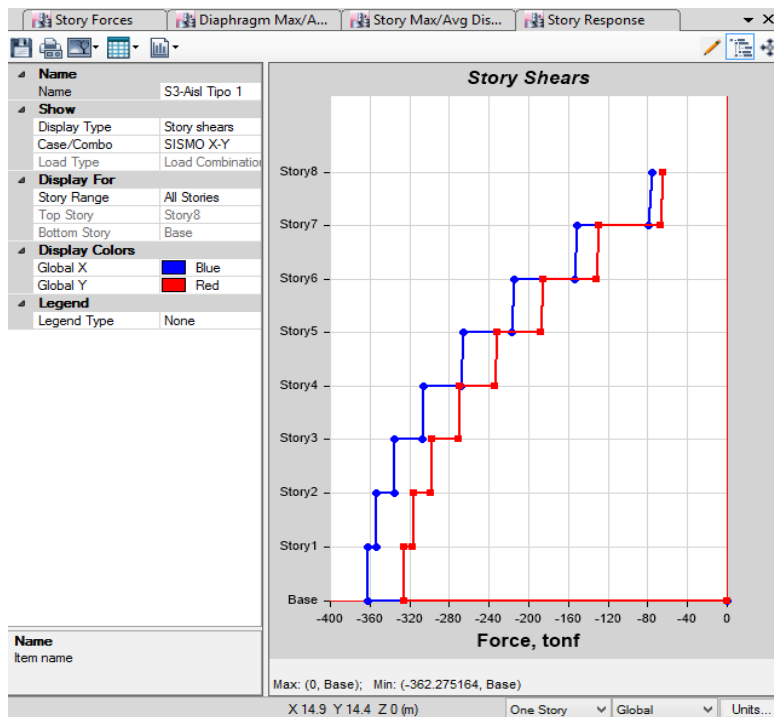 Story Forces
Diaphragm Max/A...
Story Max/Avg Dis...
Story Response
Name
Name S3-Aisl Tipo 1
Show
Display Type Story shears
Case/Combo SISMO X-Y
Load Type Load Combinatio
Display For
Story Range All Stories
Top Story Story8
Bottom Story Base
Display Colors
Global X Blue
Global Y Red
Legend
Legend Type None
Name
Item name
Story Shears
Story8
Story7
Story6
Story5
Story4
Story3
Story2
Story1
Base
-400 -360 -320 -280 -240 -200 -160 -120 -80 -40 0
Force, tonf
Max: (0, Base); Min: (-362.275164, Base)
X 14.9 Y 14.4 Z 0 (m)
One Story
Global
Units...